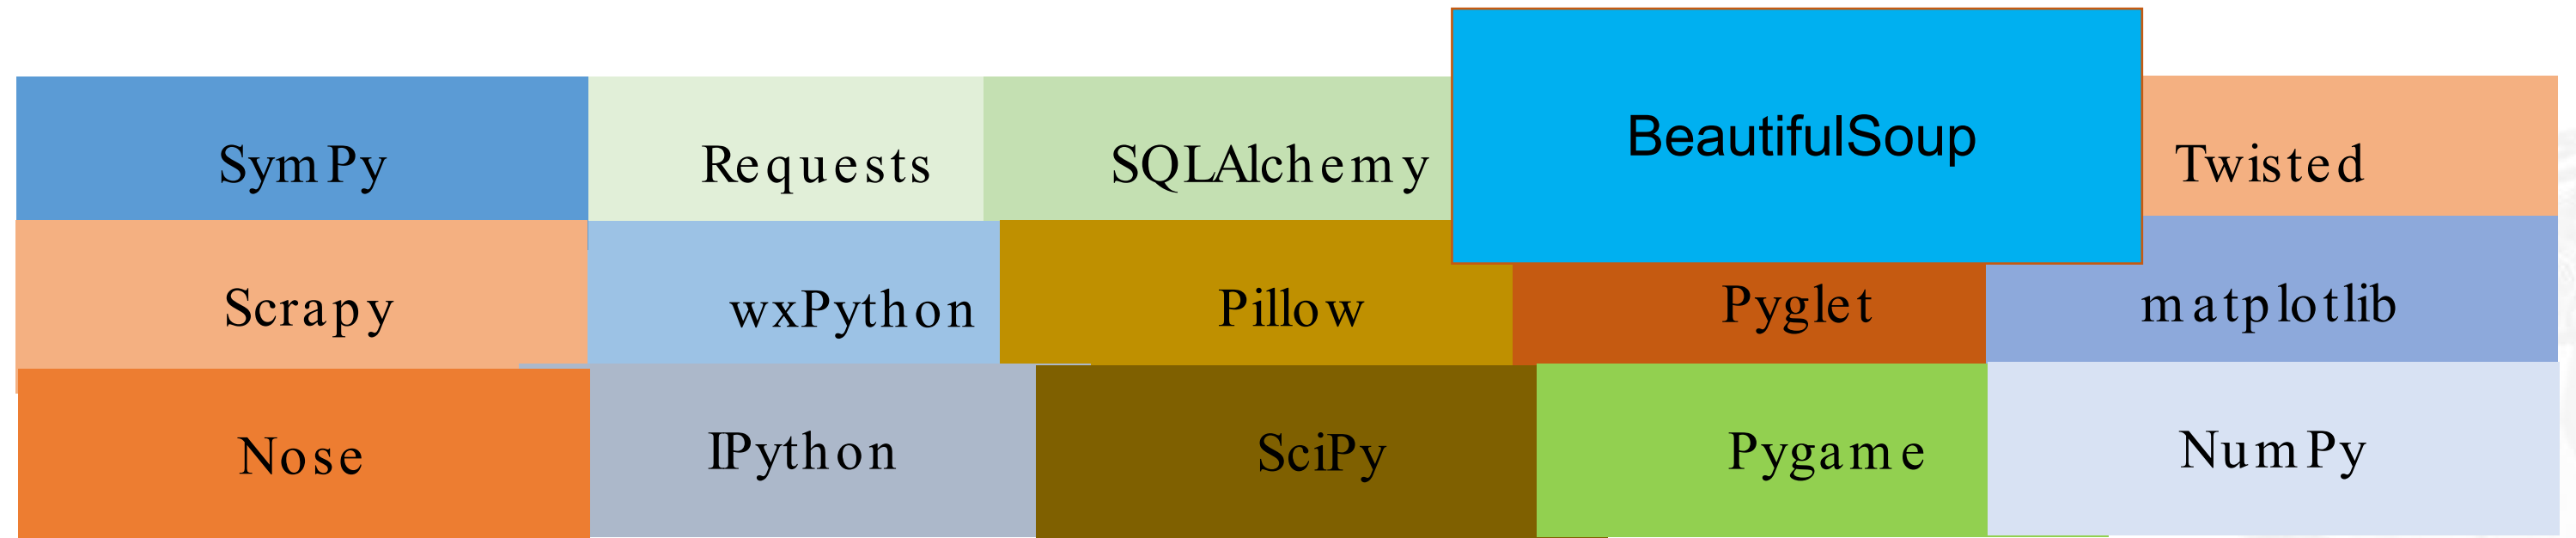 SymPy
Requests
SQLAlchemy
BeautifulSoup
Twisted
Scrapy
wxPython
Pillow
Pyglet
matplotlib
Nose
IPython
SciPy
Pygame
NumPy